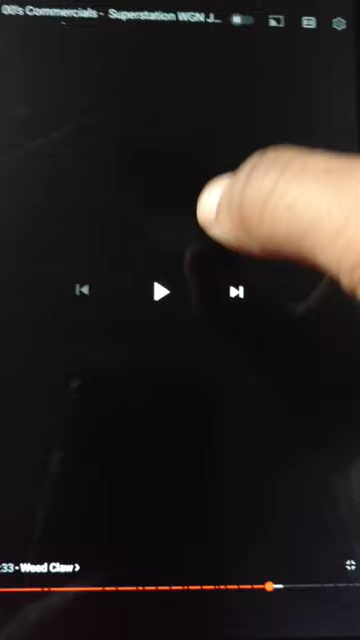 00's Commercials - Superstation WGN J...
:33 • Weed Claw >